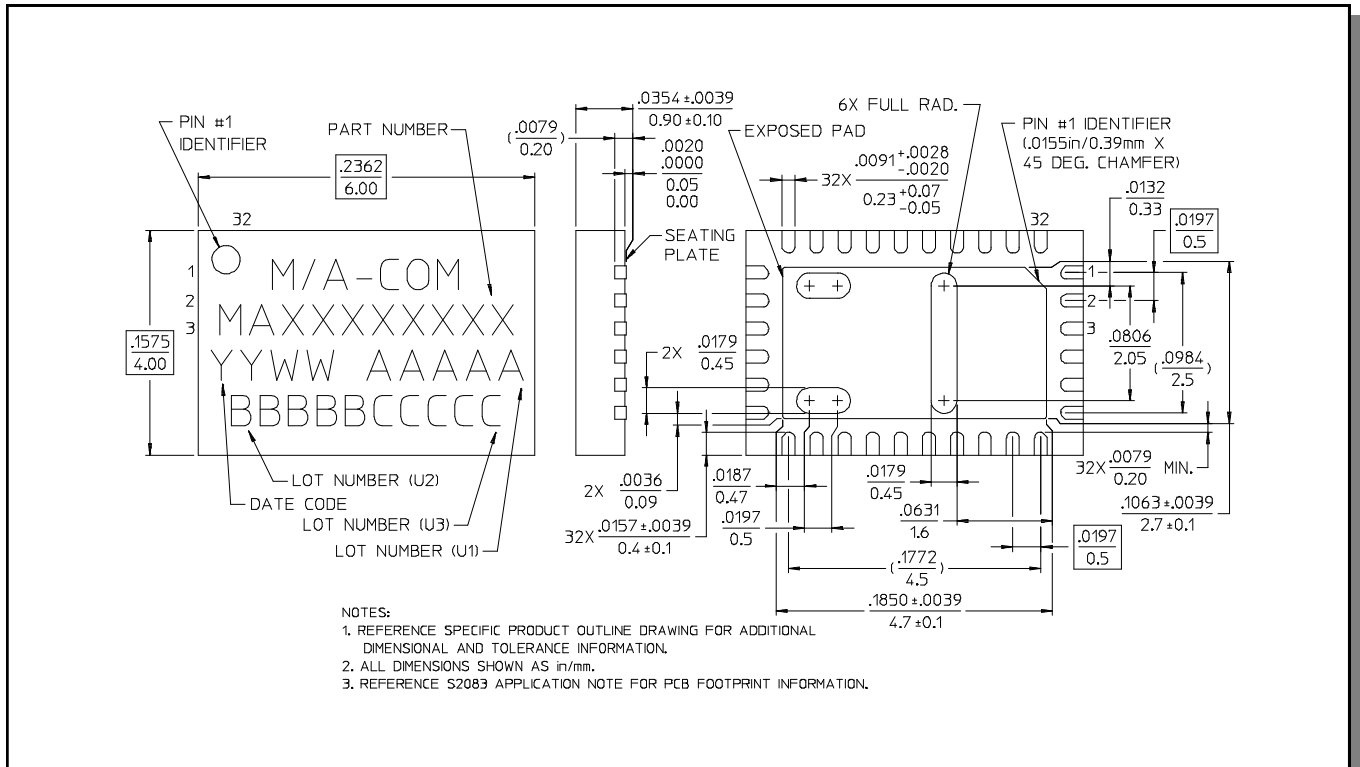 PIN #1
IDENTIFIER
PART NUMBER
.2362
6.00
32
1
2
3
.1575
4.00
M/A-COM
MAXXXXXXXXX
YYWW AAAAA
BBBBBCCCCC
LOT NUMBER (U2)
DATE CODE
LOT NUMBER (U3)
LOT NUMBER (U1)
.0354 ±.0039
0.90 ±0.10
(.0079
0.20)
.0020
.0000
0.05
0.00
SEATING
PLATE
EXPOSED PAD
6X FULL RAD.
PIN #1 IDENTIFIER
(.0155in/0.39mm X
45 DEG. CHAMFER)
32X .0091 +.0028
-.0020
0.23 +0.07
-0.05
32
.0132
0.33
.0197
0.5
1
2
3
.0806
2.05
(.0984
2.5)
2X .0179
0.45
2X .0036
0.09
32X .0157 ±.0039
0.4 ±0.1
.0187
0.47
.0197
0.5
.0179
0.45
.0631
1.6
32X .0079 MIN.
0.20
.1063 ±.0039
2.7 ±0.1
.0197
0.5
(.1772
4.5)
.1850 ±.0039
4.7 ±0.1
NOTES:
1. REFERENCE SPECIFIC PRODUCT OUTLINE DRAWING FOR ADDITIONAL
DIMENSIONAL AND TOLERANCE INFORMATION.
2. ALL DIMENSIONS SHOWN AS in/mm.
3. REFERENCE S2083 APPLICATION NOTE FOR PCB FOOTPRINT INFORMATION.